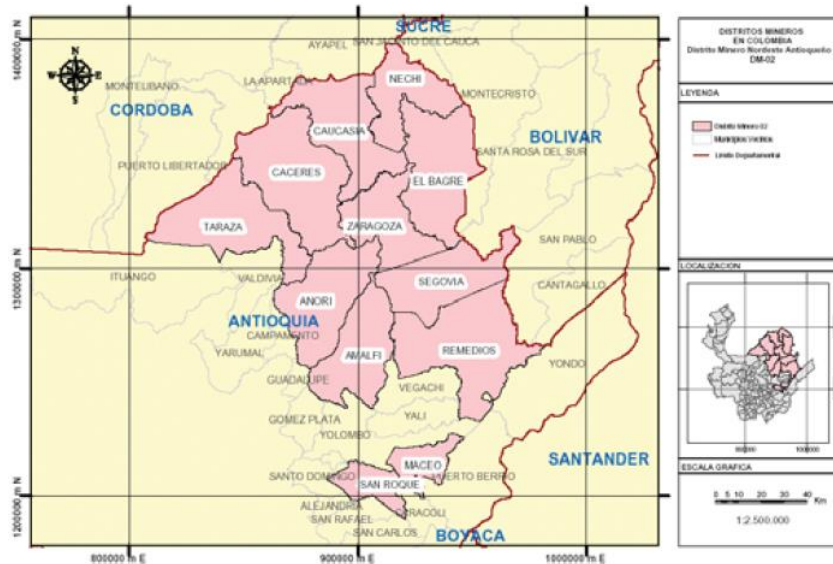 SUCRE
AYAPEL
SAN JACINTO DEL CAUCA
N
W
E
S
NECHI
MONTELIBANO
LA APARTADA
MONTECRISTO
CORDOBA
CAUCASIA
BOLIVAR
SANTA ROSA DEL SUR
PUERTO LIBERTADOR
CACERES
EL BAGRE
TARAZA
ZARAGOZA
SAN PABLO
ITUANGO
VALDIVIA
SEGOVIA
CANTAGALLO
ANORI
ANTIOQUIA
CAMPAMENTO
YARUMAL
AMALFI
REMEDIOS
YONDO
GUADALUPE
VEGACHI
GOMEZ PLATA
YALI
YOLOMBO
SANTANDER
MACEO
SANTO DOMINGO
SAN ROQUE
ALEJANDRIA
SAN RAFAEL
SAN CARLOS
BOYACA
1400000 m N
1300000 m N
1200000 m N
800000 m E
900000 m E
1000000 m E
DISTRITOS MINEROS
EN COLOMBIA
Distrito Minero Nordeste Antioqueño
DM-02
LEYENDA
Distrito Minero 02
Municipios Vecinos
Limite Departamental
LOCALIZACION
ESCALA GRAFICA
0 5 10 20 30 40
Km
1:2.500.000